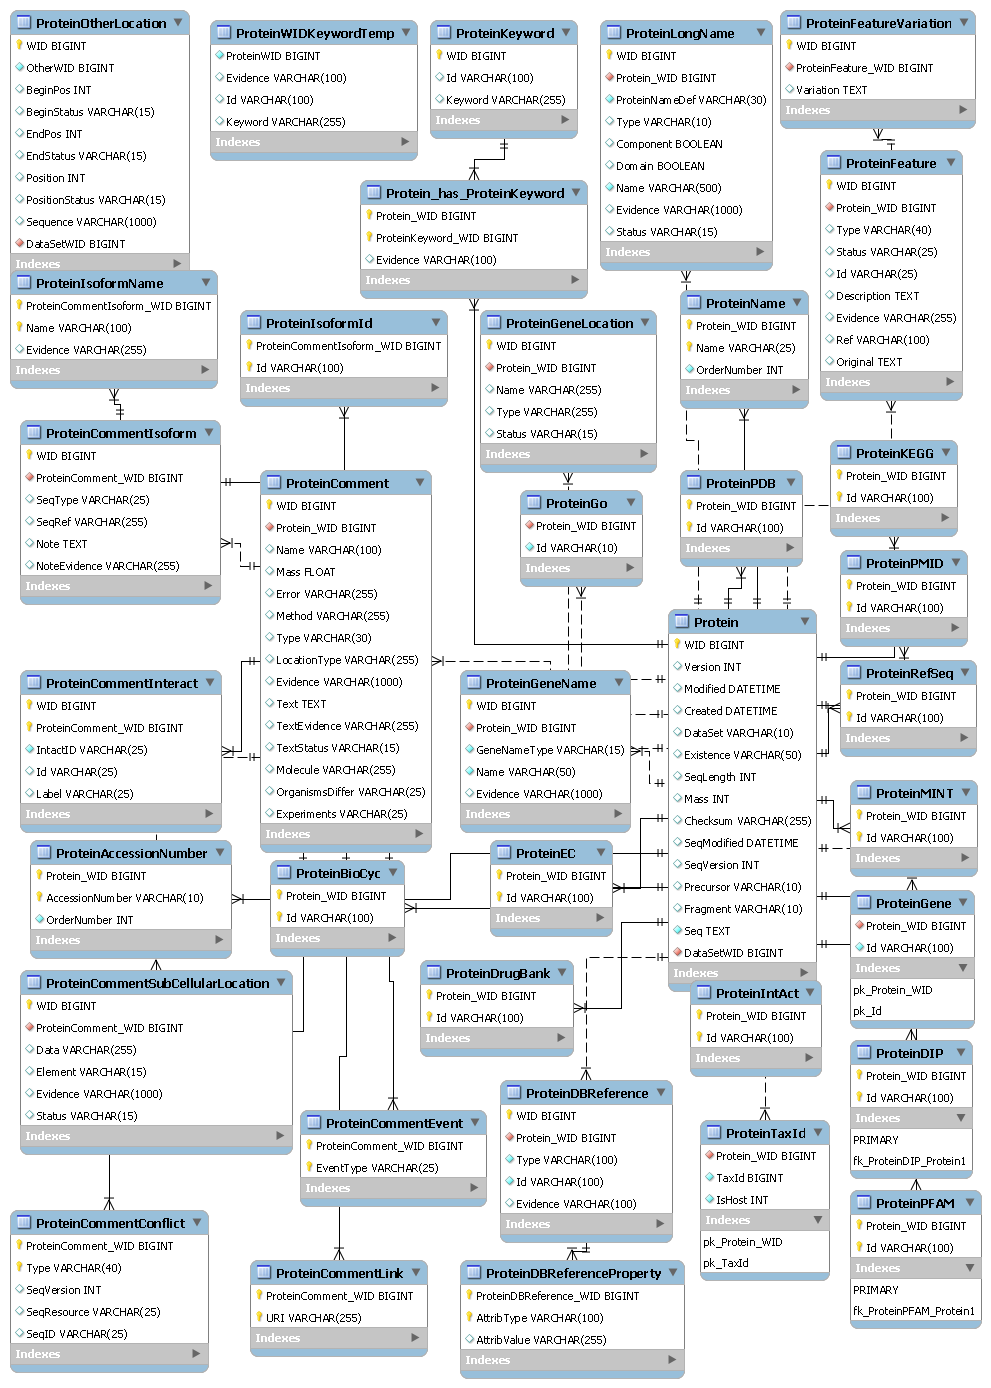 ProteinOtherLocation
WID BIGINT
OtherWID BIGINT
BeginPos INT
BeginStatus VARCHAR(15)
EndPos INT
EndStatus VARCHAR(15)
Position INT
PositionStatus VARCHAR(15)
Sequence VARCHAR(1000)
DataSetWID BIGINT
Indexes
ProteinWIDKeywordTemp
ProteinWID BIGINT
Evidence VARCHAR(100)
Id VARCHAR(100)
Keyword VARCHAR(255)
Indexes
ProteinKeyword
WID BIGINT
Id VARCHAR(100)
Keyword VARCHAR(255)
Indexes
ProteinLongName
WID BIGINT
Protein_WID BIGINT
ProteinNameDef VARCHAR(30)
Type VARCHAR(10)
Component BOOLEAN
Domain BOOLEAN
Name VARCHAR(500)
Evidence VARCHAR(1000)
Status VARCHAR(15)
Indexes
ProteinFeatureVariation
WID BIGINT
ProteinFeature_WID BIGINT
Variation TEXT
Indexes
ProteinFeature
WID BIGINT
Protein_WID BIGINT
Type VARCHAR(40)
Status VARCHAR(25)
Id VARCHAR(25)
Description TEXT
Evidence VARCHAR(255)
Ref VARCHAR(100)
Original TEXT
Indexes
Protein_has_ProteinKeyword
Protein_WID BIGINT
ProteinKeyword_WID BIGINT
Evidence VARCHAR(100)
Indexes
ProteinIsoformName
ProteinCommentIsoform_WID BIGINT
Name VARCHAR(100)
Evidence VARCHAR(255)
Indexes
ProteinIsoformId
ProteinCommentIsoform_WID BIGINT
Id VARCHAR(100)
Indexes
ProteinGeneLocation
WID BIGINT
Protein_WID BIGINT
Name VARCHAR(255)
Type VARCHAR(255)
Status VARCHAR(15)
Indexes
ProteinName
Protein_WID BIGINT
Name VARCHAR(25)
OrderNumber INT
Indexes
ProteinCommentIsoform
WID BIGINT
ProteinComment_WID BIGINT
SeqType VARCHAR(25)
SeqRef VARCHAR(255)
Note TEXT
NoteEvidence VARCHAR(255)
Indexes
ProteinComment
WID BIGINT
Protein_WID BIGINT
Name VARCHAR(100)
Mass FLOAT
Error VARCHAR(255)
Method VARCHAR(255)
Type VARCHAR(30)
LocationType VARCHAR(255)
Evidence VARCHAR(1000)
Text TEXT
TextEvidence VARCHAR(255)
TextStatus VARCHAR(15)
Molecule VARCHAR(255)
OrganismsDiffer VARCHAR(25)
Experiments VARCHAR(25)
Indexes
ProteinGo
Protein_WID BIGINT
Id VARCHAR(10)
Indexes
ProteinPDB
Protein_WID BIGINT
Id VARCHAR(100)
Indexes
ProteinKEGG
Protein_WID BIGINT
Id VARCHAR(100)
Indexes
ProteinPMID
Protein_WID BIGINT
Id VARCHAR(100)
Indexes
ProteinRefSeq
Protein_WID BIGINT
Id VARCHAR(100)
Indexes
Protein
WID BIGINT
Version INT
Modified DATETIME
Created DATETIME
DataSet VARCHAR(10)
Existence VARCHAR(50)
SeqLength INT
Mass INT
Checksum VARCHAR(255)
SeqModified DATETIME
SeqVersion INT
Precursor VARCHAR(10)
Fragment VARCHAR(10)
Seq TEXT
DataSetWID BIGINT
Indexes
ProteinCommentInteract
WID BIGINT
ProteinComment_WID BIGINT
IntactID VARCHAR(25)
Id VARCHAR(25)
Label VARCHAR(25)
Indexes
ProteinGeneName
WID BIGINT
Protein_WID BIGINT
GeneNameType VARCHAR(15)
Name VARCHAR(50)
Evidence VARCHAR(1000)
Indexes
ProteinMINT
Protein_WID BIGINT
Id VARCHAR(100)
Indexes
ProteinAccessionNumber
Protein_WID BIGINT
AccessionNumber VARCHAR(10)
OrderNumber INT
Indexes
ProteinBioCyc
Protein_WID BIGINT
Id VARCHAR(100)
Indexes
ProteinEC
Protein_WID BIGINT
Id VARCHAR(100)
Indexes
ProteinGene
Protein_WID BIGINT
Id VARCHAR(100)
Indexes
pk_Protein_WID
pk_Id
ProteinCommentSubCellularLocation
WID BIGINT
ProteinComment_WID BIGINT
Data VARCHAR(255)
Element VARCHAR(15)
Evidence VARCHAR(1000)
Status VARCHAR(15)
Indexes
ProteinDrugBank
Protein_WID BIGINT
Id VARCHAR(100)
Indexes
ProteinIntAct
Protein_WID BIGINT
Id VARCHAR(100)
Indexes
ProteinDIP
Protein_WID BIGINT
Id VARCHAR(100)
Indexes
PRIMARY
fk_ProteinDIP_Protein1
ProteinCommentEvent
ProteinComment_WID BIGINT
EventType VARCHAR(25)
Indexes
ProteinDBReference
WID BIGINT
Protein_WID BIGINT
Type VARCHAR(100)
Id VARCHAR(100)
Evidence VARCHAR(100)
Indexes
ProteinTaxId
Protein_WID BIGINT
TaxId BIGINT
IsHost INT
Indexes
pk_Protein_WID
pk_TaxId
ProteinPFAM
Protein_WID BIGINT
Id VARCHAR(100)
Indexes
PRIMARY
fk_ProteinPFAM_Protein1
ProteinCommentConflict
ProteinComment_WID BIGINT
Type VARCHAR(40)
SeqVersion INT
SeqResource VARCHAR(25)
SeqID VARCHAR(25)
Indexes
ProteinCommentLink
ProteinComment_WID BIGINT
URI VARCHAR(255)
Indexes
ProteinDBReferenceProperty
ProteinDBReference_WID BIGINT
AttribType VARCHAR(100)
AttribValue VARCHAR(255)
Indexes